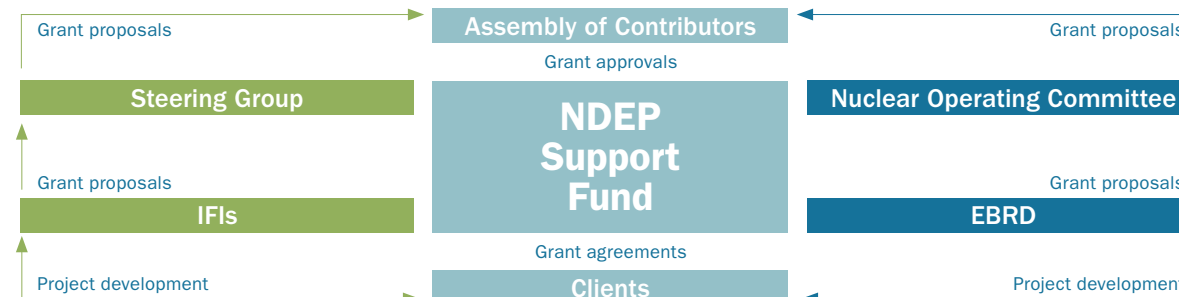 Assembly of Contributors
Grant proposals
Grant proposals
Grant approvals
Steering Group
NDEP
Support
Fund
Nuclear Operating Committee
Grant proposals
Grant proposals
IFIs
EBRD
Grant agreements
Project development
Clients
Project development